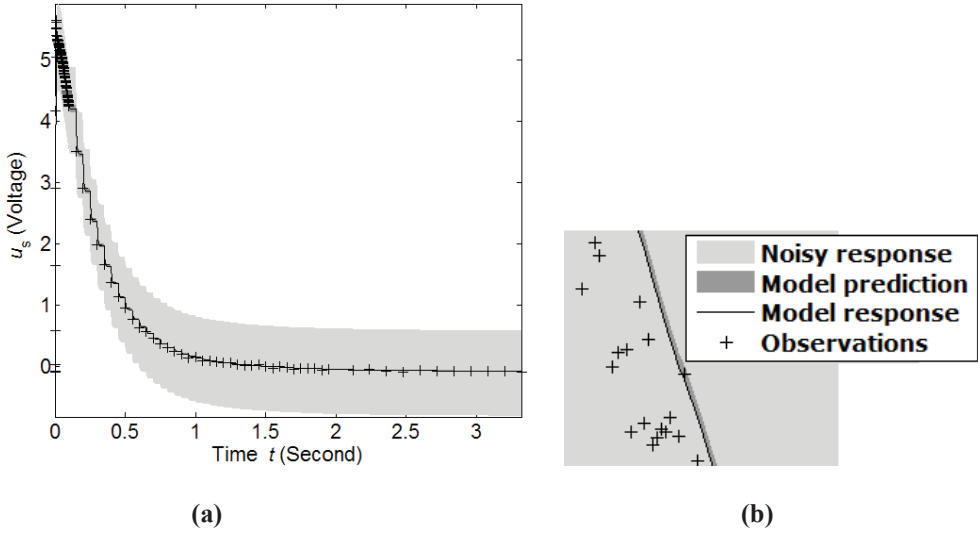 5
4
3
2
1
0
u_s (Voltage)
0 0.5 1 1.5 2 2.5 3
Time t (Second)
(a)
Noisy response
Model prediction
Model response
Observations
(b)